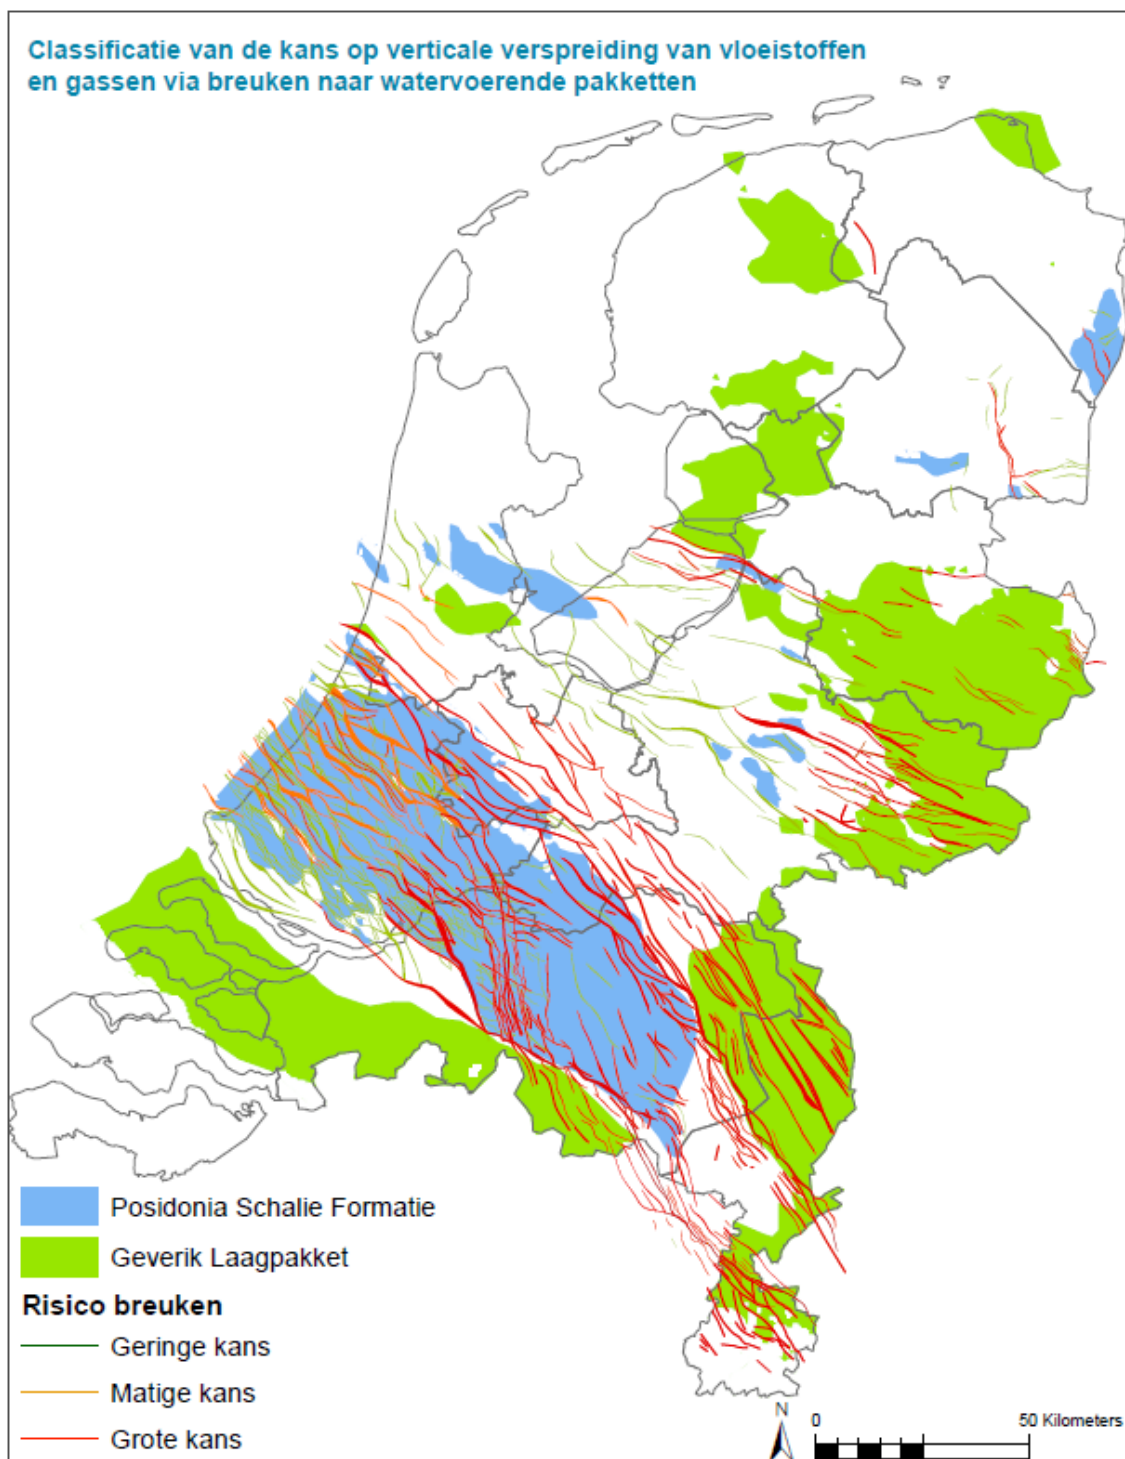 Classificatie van de kans op verticale verspreiding van vloeistoffen
en gassen via breuken naar watervoerende pakketten
Posidonia Schalie Formatie
Geverik Laagpakket
Risico breuken
Geringe kans
Matige kans
Grote kans
N
0 50 Kilometers